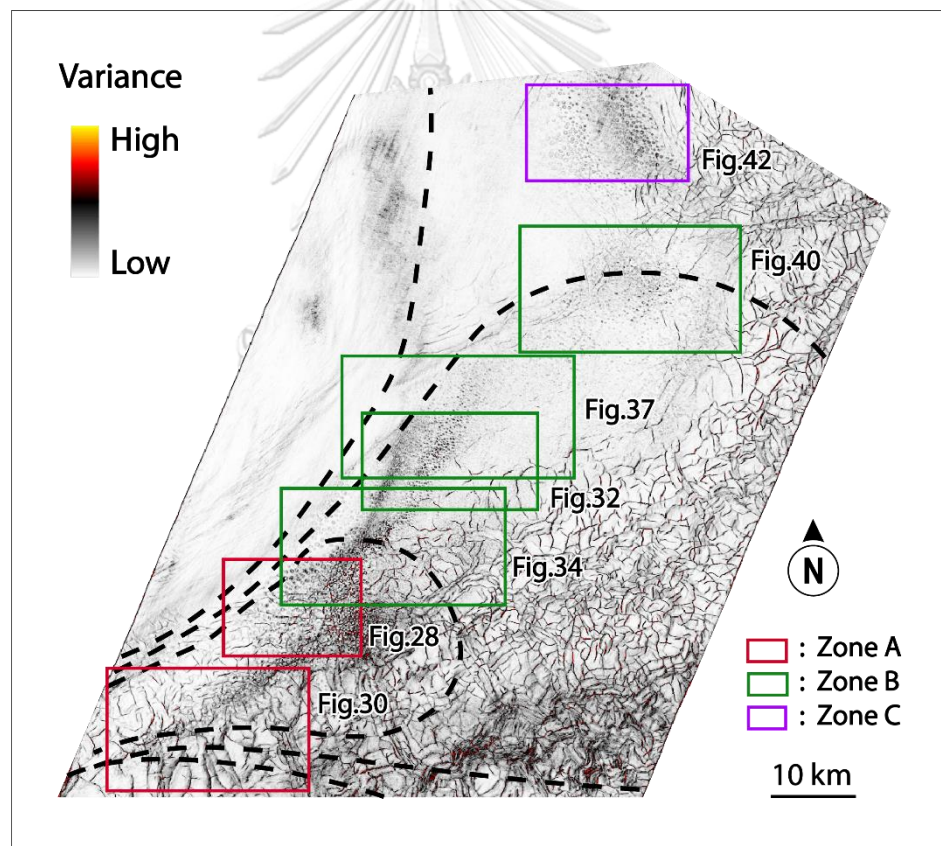 Variance
High
Low
Fig.42
Fig.40
Fig.37
Fig.32
Fig.34
Fig.28
Fig.30
N
: Zone A
: Zone B
: Zone C
10 km